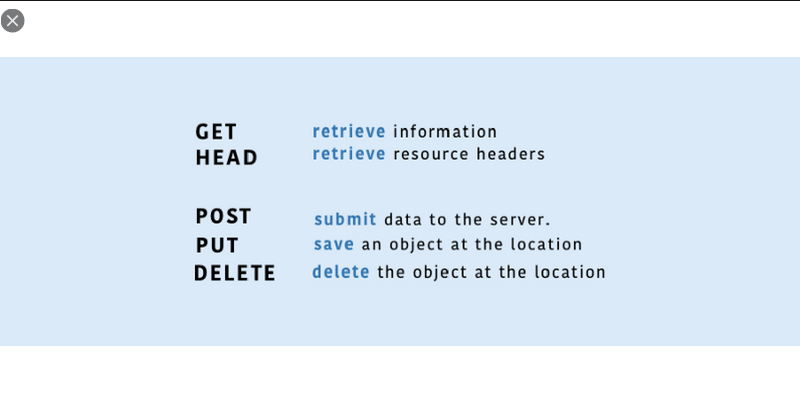 GET retrieve information
HEAD retrieve resource headers
POST submit data to the server.
PUT save an object at the location
DELETE delete the object at the location